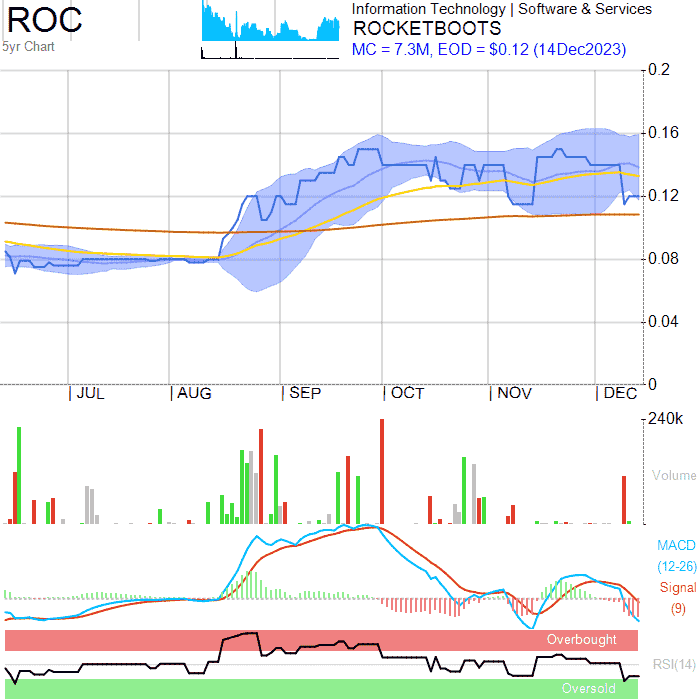 ROC
5yr Chart
Information Technology | Software & Services
ROCKETBOOTS
MC = 7.3M, EOD = $0.12 (14Dec2023)
0.2
0.16
0.12
0.08
0.04
0
JUL AUG SEP OCT NOV DEC
240k
Volume
MACD
(12-26)
Signal
(9)
Overbought
RSI(14)
Oversold